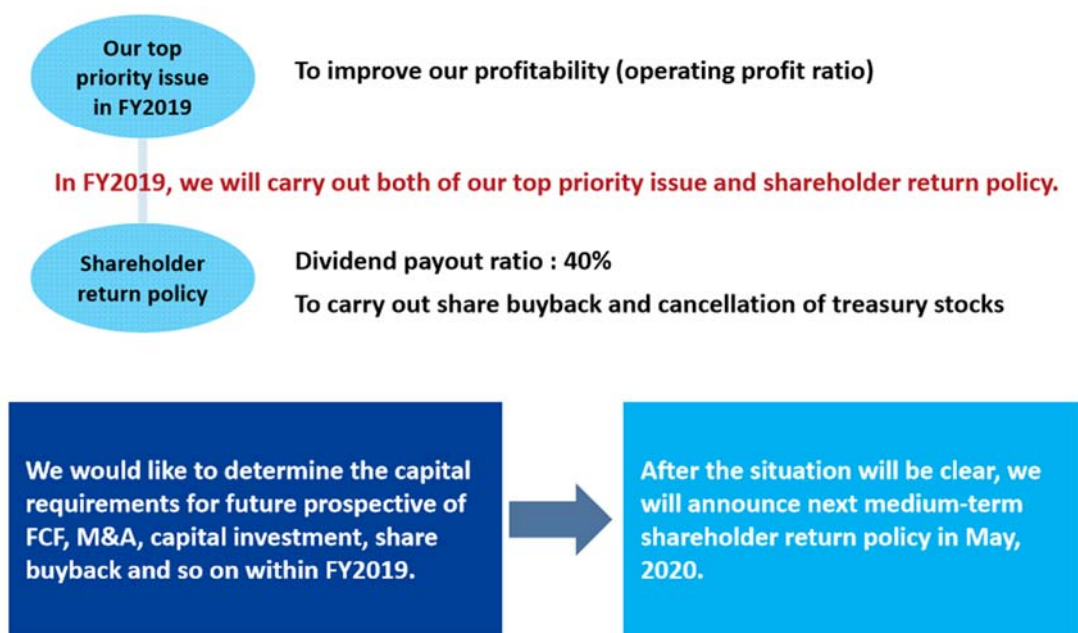 Our top
priority issue
in FY2019
To improve our profitability (operating profit ratio)
In FY2019, we will carry out both of our top priority issue and shareholder return policy.
Shareholder
return policy
Dividend payout ratio : 40%
To carry out share buyback and cancellation of treasury stocks
We would like to determine the capital
requirements for future prospective of
FCF, M&A, capital investment, share
buyback and so on within FY2019.
After the situation will be clear, we
will announce next medium-term
shareholder return policy in May,
2020.